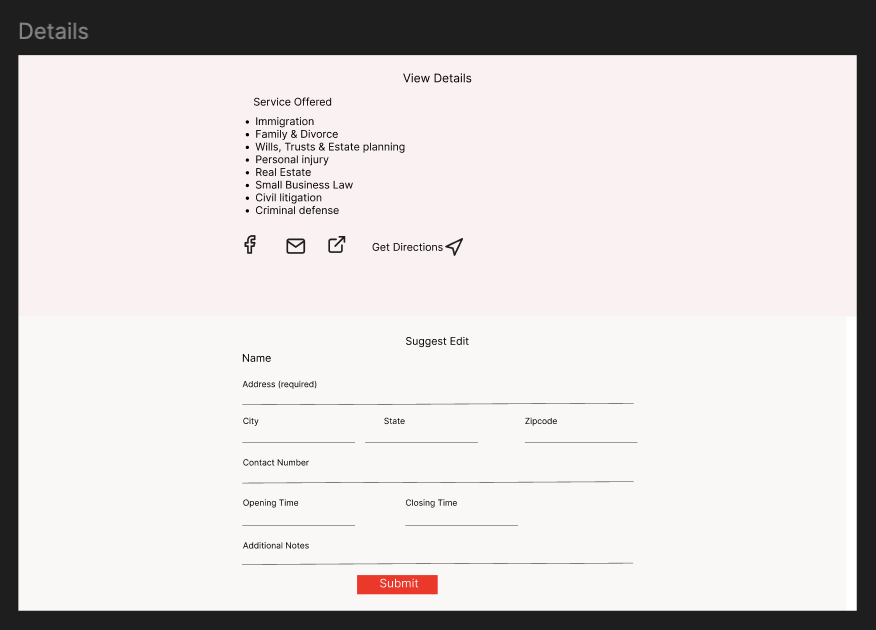 Details
View Details
Service Offered
Immigration
Family & Divorce
Wills, Trusts & Estate planning
Personal injury
Real Estate
Small Business Law
Civil litigation
Criminal defense
Get Directions
Suggest Edit
Name
Address (required)
City State Zipcode
Contact Number
Opening Time Closing Time
Additional Notes
Submit